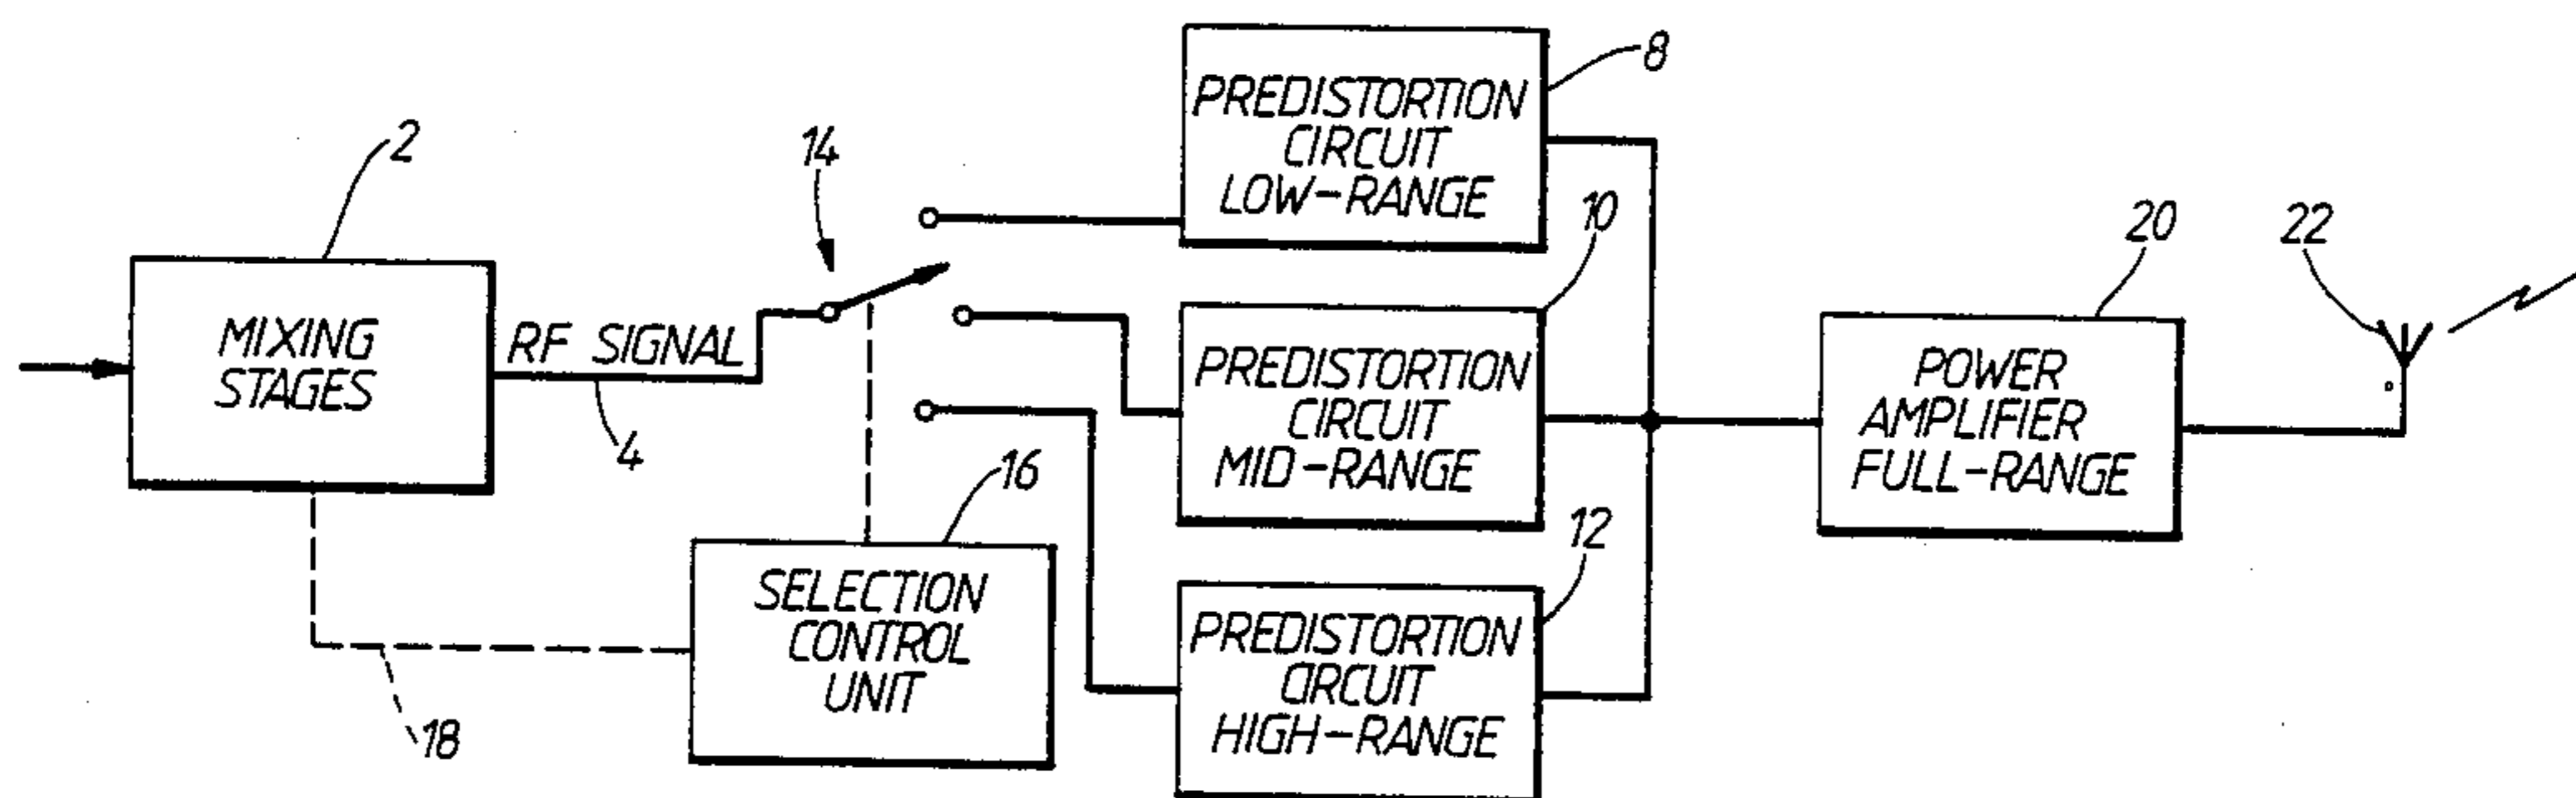 8
PREDISTORTION
CIRCUIT
LOW-RANGE
2
14
MIXING
STAGES
RF SIGNAL
4
10
PREDISTORTION
CIRCUIT
MID-RANGE
20
POWER
AMPLIFIER
FULL-RANGE
22
16
SELECTION
CONTROL
UNIT
18
12
PREDISTORTION
CIRCUIT
HIGH-RANGE